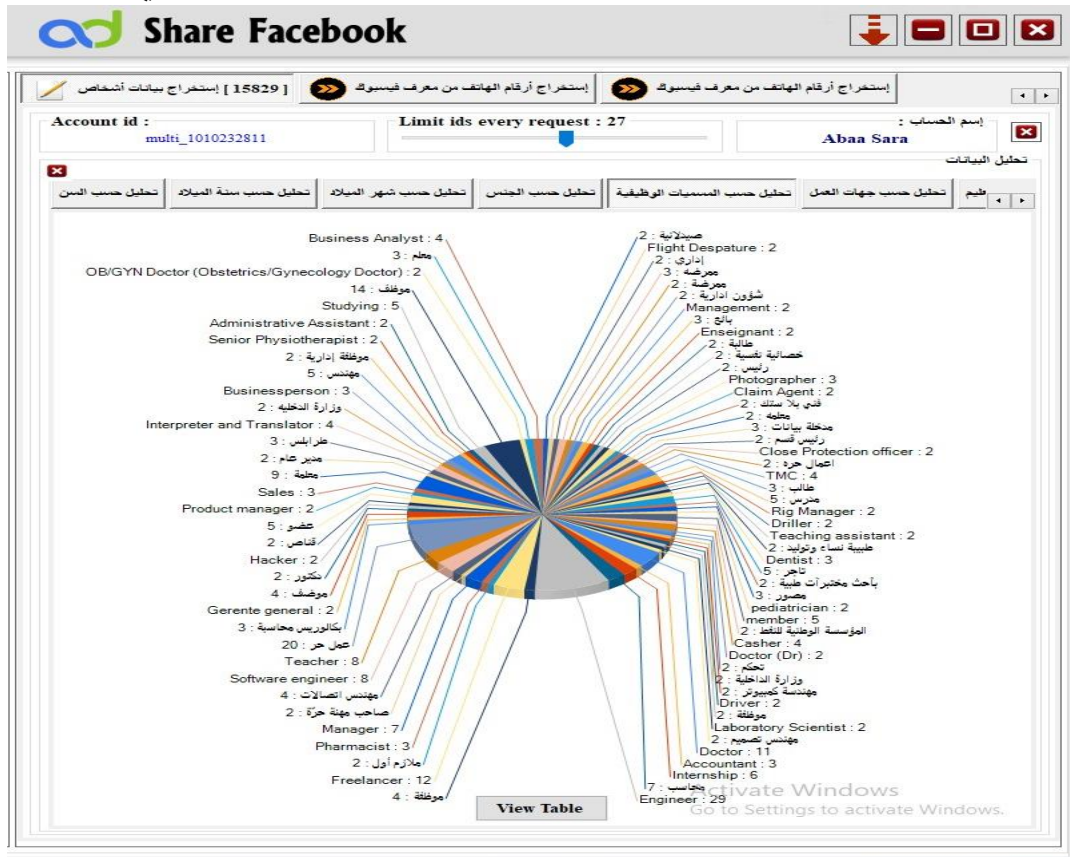 Share Facebook
إستخراج أرقام الهاتف من معرف فيسبوك
إستخراج أرقام الهاتف من معرف فيسبوك
[ 15829 ] إستخراج بيانات أشخاص
Account id :
multi_1010232811
Limit ids every request : 27
إسم الحساب :
Abaa Sara
تحليل البيانات
تحليل حسب جهات العمل
تحليل حسب المسميات الوظيفية
تحليل حسب الجنس
تحليل حسب شهر الميلاد
تحليل حسب سنة الميلاد
تحليل حسب السن
Business Analyst : 4
معلم : 3
OB/GYN Doctor (Obstetrics/Gynecology Doctor) : 2
موظف : 14
Studying : 5
Administrative Assistant : 2
Senior Physiotherapist : 2
موظفة إدارية : 2
مهندس : 5
Businessperson : 3
وزارة الدخليه : 2
Interpreter and Translator : 4
طرابلس : 3
مدير عام : 2
معلمة : 9
Sales : 3
Product manager : 2
عضو : 5
قناص : 2
Hacker : 2
دكتور : 2
موضف : 4
Gerente general : 2
بكالوريس محاسبة : 3
عمل حر : 20
Teacher : 8
Software engineer : 8
مهندس اتصالات : 4
صاحب مهنة حرّة : 2
Manager : 7
Pharmacist : 3
ملازم أول : 2
Freelancer : 12
موظفة : 4
صيدلانية : 2
Flight Despature : 2
إداري : 2
ممرضه : 3
ممرضة : 2
شؤون ادارية : 2
Management : 2
بائع : 3
Enseignant : 2
طالبة : 2
خصائية نفسية : 2
رئيس : 2
Photographer : 3
Claim Agent : 2
فني بلا ستك : 2
معلمه : 2
مدخلة بيانات : 3
رئيس قسم : 2
Close Protection officer : 2
اعمال حره : 2
TMC : 4
طالب : 3
مدرس : 5
Rig Manager : 2
Driller : 2
Teaching assistant : 2
طبيبة نساء وتوليد : 2
Dentist : 3
تاجر : 5
بآحث مختبرآت طبية : 2
مصور : 3
pediatrician : 2
member : 5
المؤسسة الوطنية للنفط : 2
Casher : 4
Doctor (Dr) : 2
تحكم : 2
وزارة الداخلية : 2
مهندسة كمبيوتر : 2
Driver : 2
موظفة : 2
Laboratory Scientist : 2
مهندس تصميم : 2
Doctor : 11
Accountant : 3
Internship : 6
محاسب : 7
Engineer : 29
View Table
Activate Windows
Go to Settings to activate Windows.